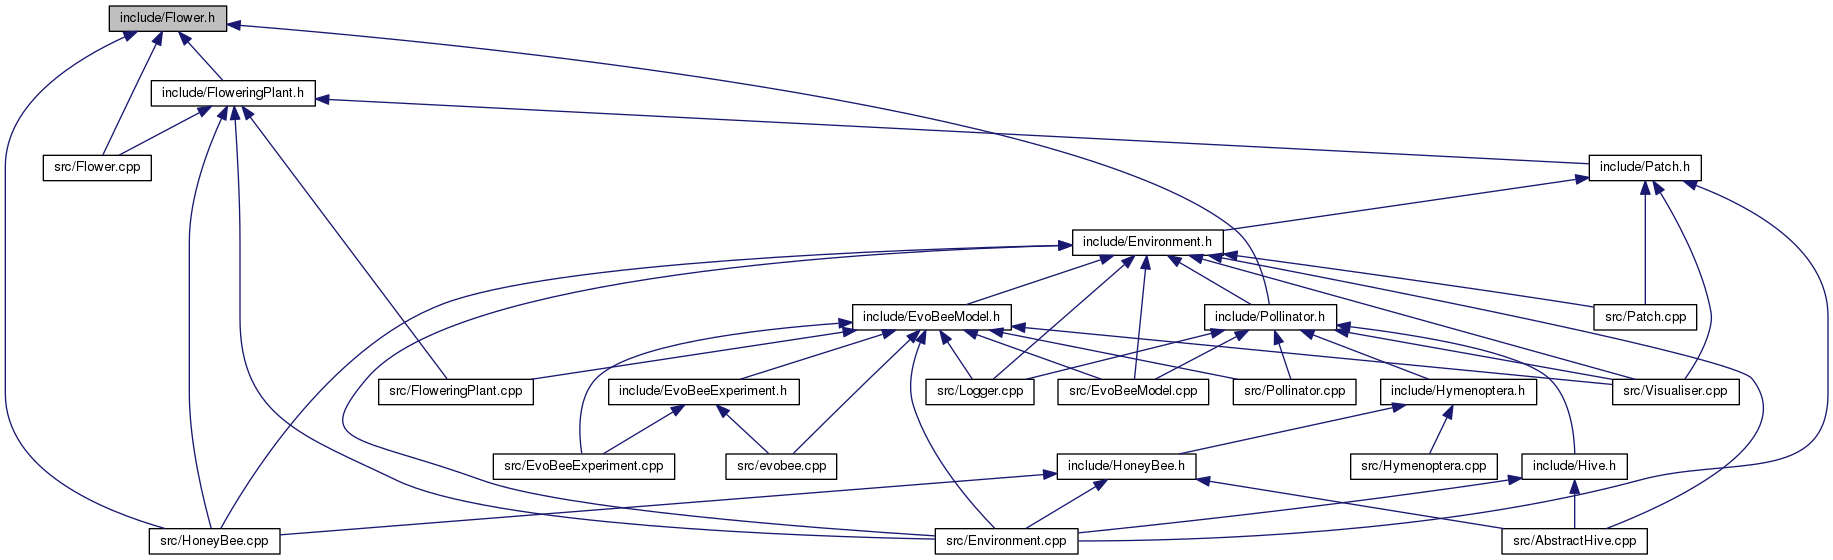 include/Flower.h
include/FloweringPlant.h
src/Flower.cpp
include/Patch.h
include/Environment.h
include/EvoBeeModel.h
include/Pollinator.h
src/Patch.cpp
src/FloweringPlant.cpp
include/EvoBeeExperiment.h
src/Logger.cpp
src/EvoBeeModel.cpp
src/Pollinator.cpp
include/Hymenoptera.h
src/Visualiser.cpp
src/EvoBeeExperiment.cpp
src/evobee.cpp
include/HoneyBee.h
src/Hymenoptera.cpp
include/Hive.h
src/HoneyBee.cpp
src/Environment.cpp
src/AbstractHive.cpp